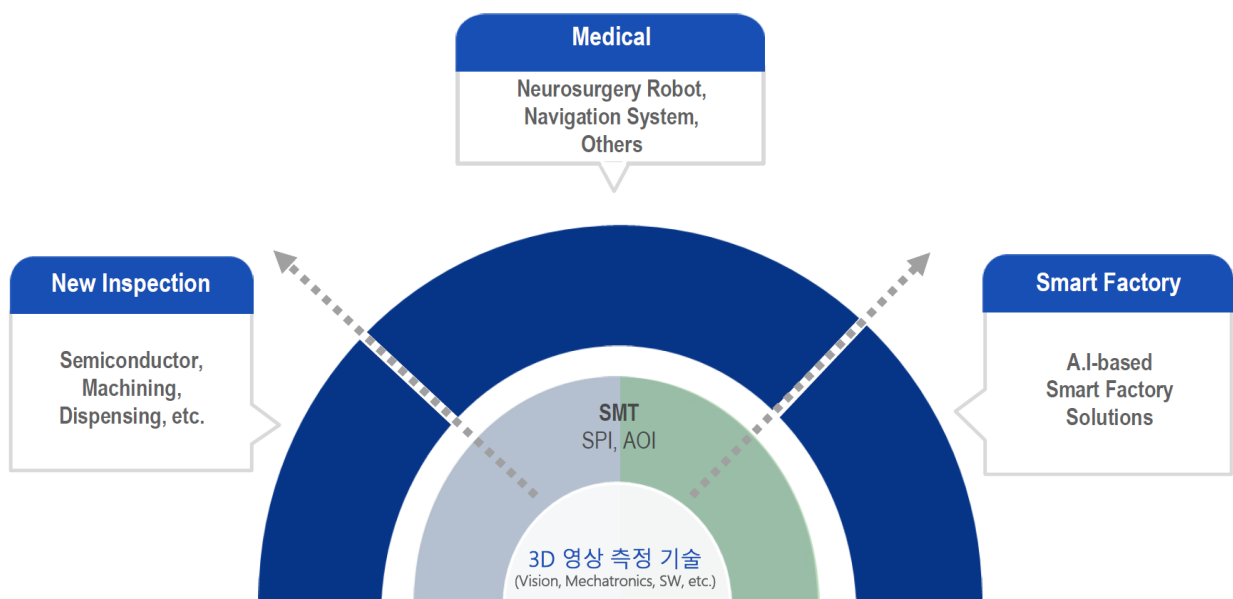 Medical
Neurosurgery Robot,
Navigation System,
Others
New Inspection
Semiconductor,
Machining,
Dispensing, etc.
Smart Factory
A.I-based
Smart Factory
Solutions
SMT
SPI, AOI
3D 영상 측정 기술
(Vision, Mechatronics, SW, etc.)